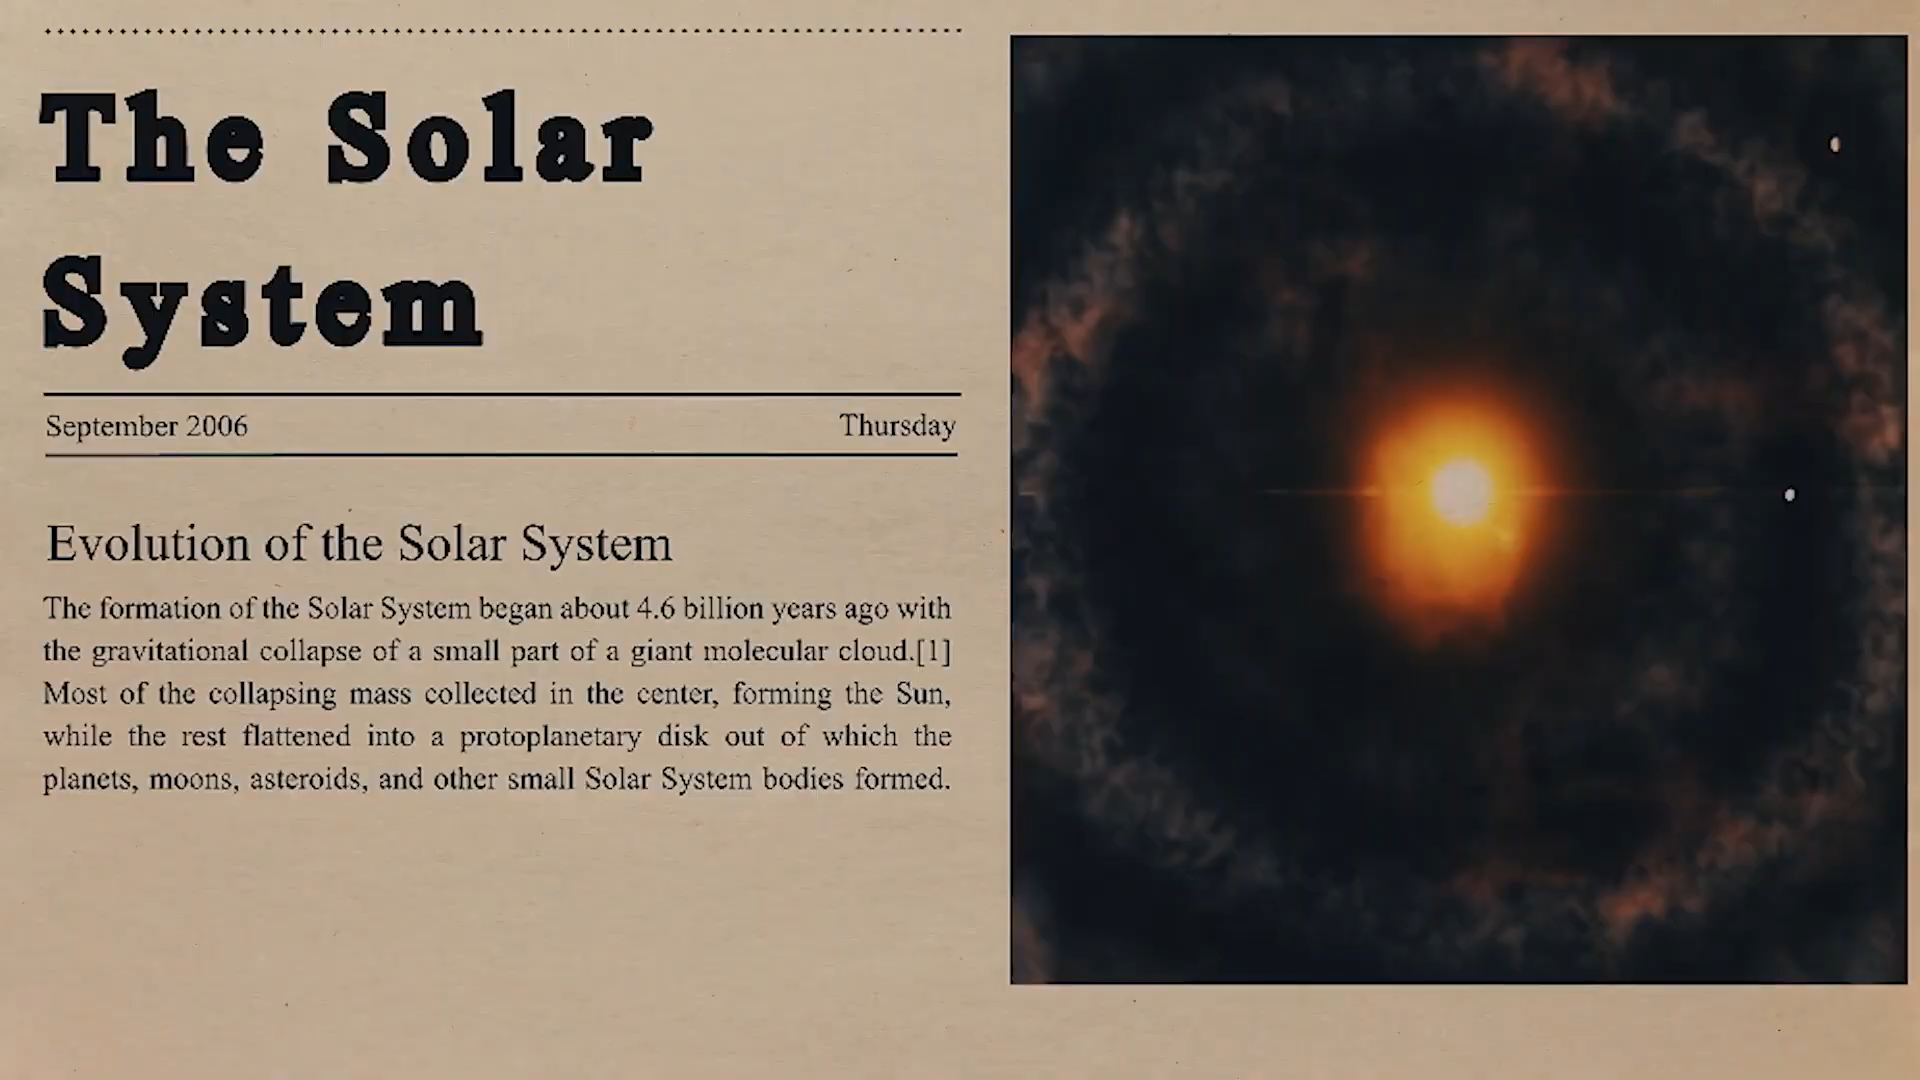 The Solar
System
September 2006 Thursday
Evolution of the Solar System
The formation of the Solar System began about 4.6 billion years ago with
the gravitational collapse of a small part of a giant molecular cloud.[1]
Most of the collapsing mass collected in the center, forming the Sun,
while the rest flattened into a protoplanetary disk out of which the
planets, moons, asteroids, and other small Solar System bodies formed.